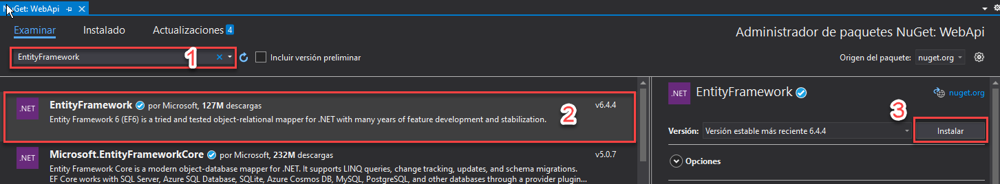 NuGet: WebApi
Examinar Instalado Actualizaciones 4
Administrador de paquetes NuGet: WebApi
EntityFramework 1 Incluir versión preliminar
Origen del paquete: nuget.org
.NET EntityFramework por Microsoft, 127M descargas v6.4.4
Entity Framework 6 (EF6) is a tried and tested object-relational mapper for .NET with many years of feature development and stabilization.
2
.NET Microsoft.EntityFrameworkCore por Microsoft, 232M descargas v5.0.7
Entity Framework Core is a modern object-database mapper for .NET. It supports LINQ queries, change tracking, updates, and schema migrations.
EF Core works with SQL Server, Azure SQL Database, SQLite, Azure Cosmos DB, MySQL, PostgreSQL, and other databases through a provider plugin...
.NET EntityFramework nuget.org
3
Versión: Versión estable más reciente 6.4.4 Instalar
Opciones